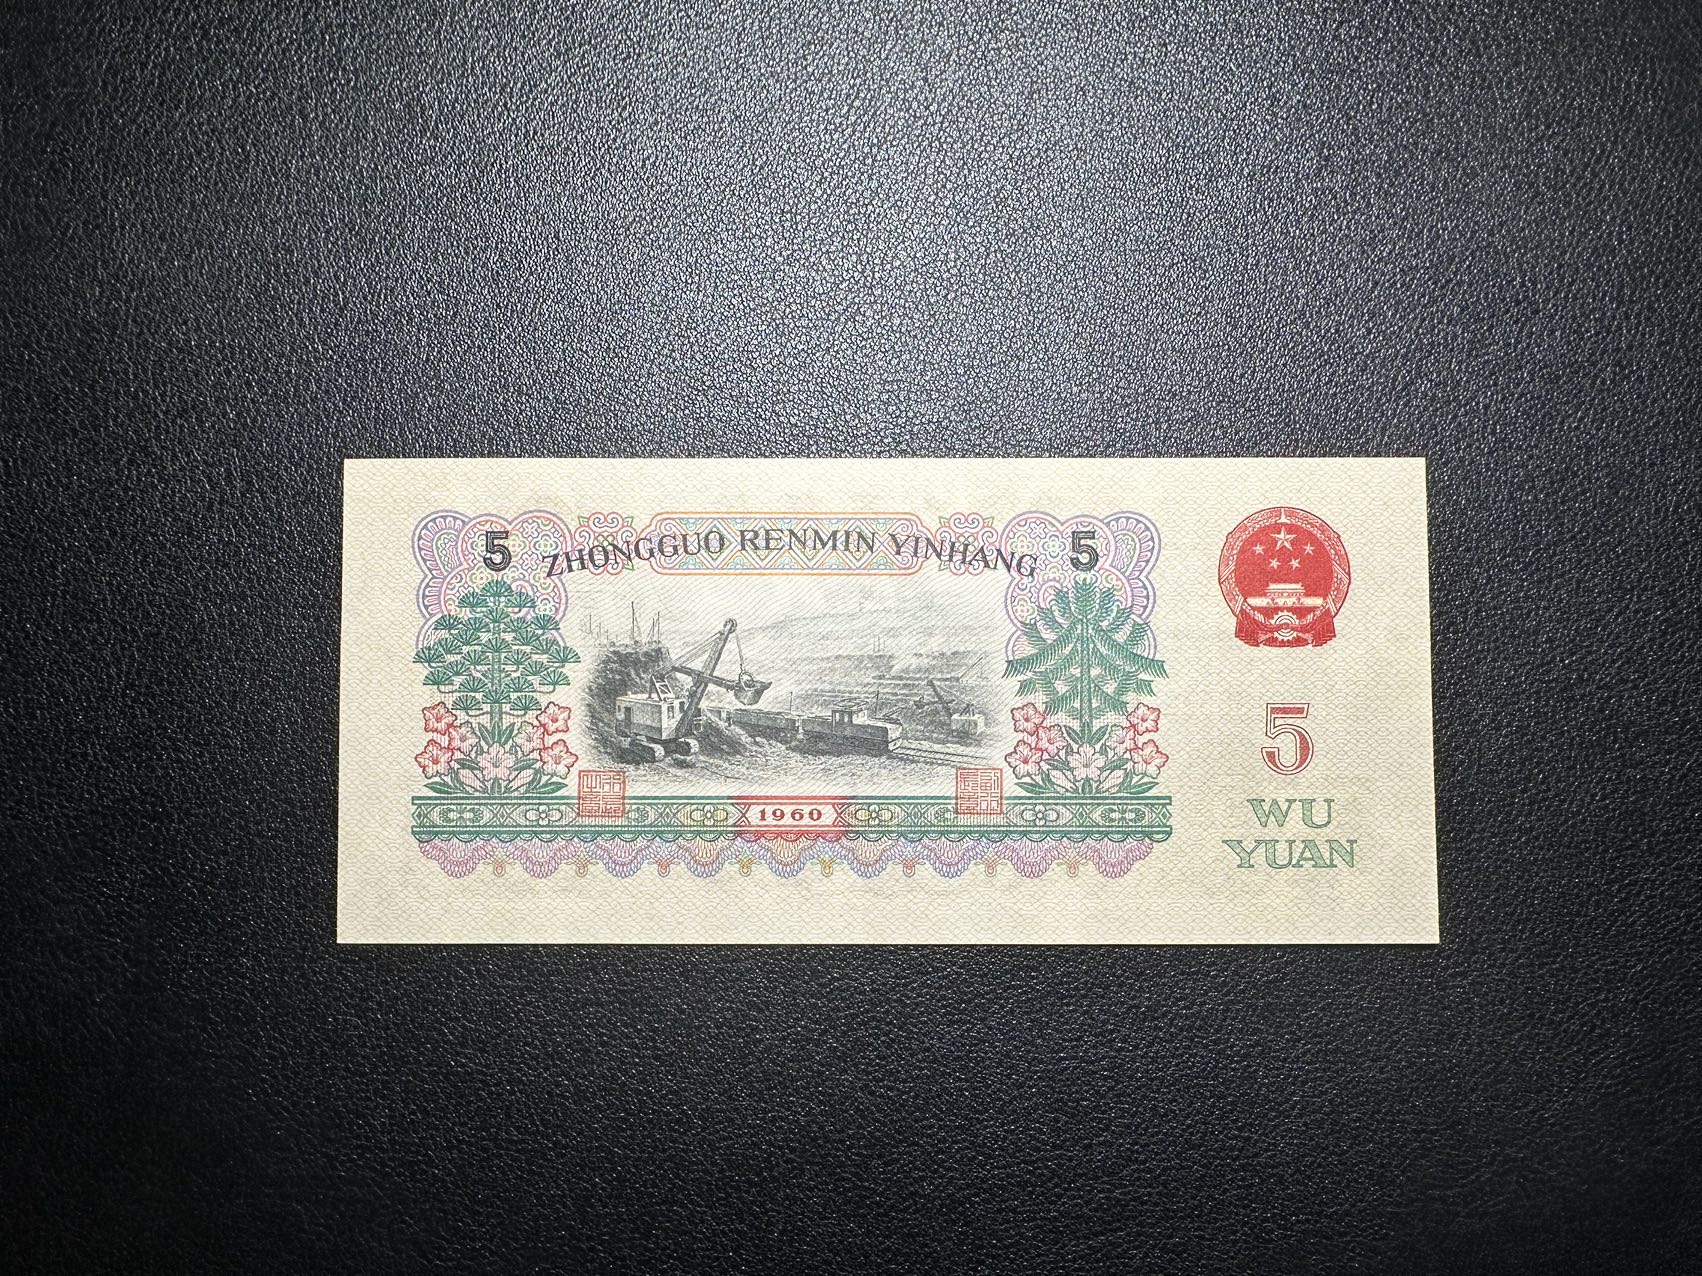 5 ZHONGGUO RENMIN YINHANG 5
5
1960
WU
YUAN